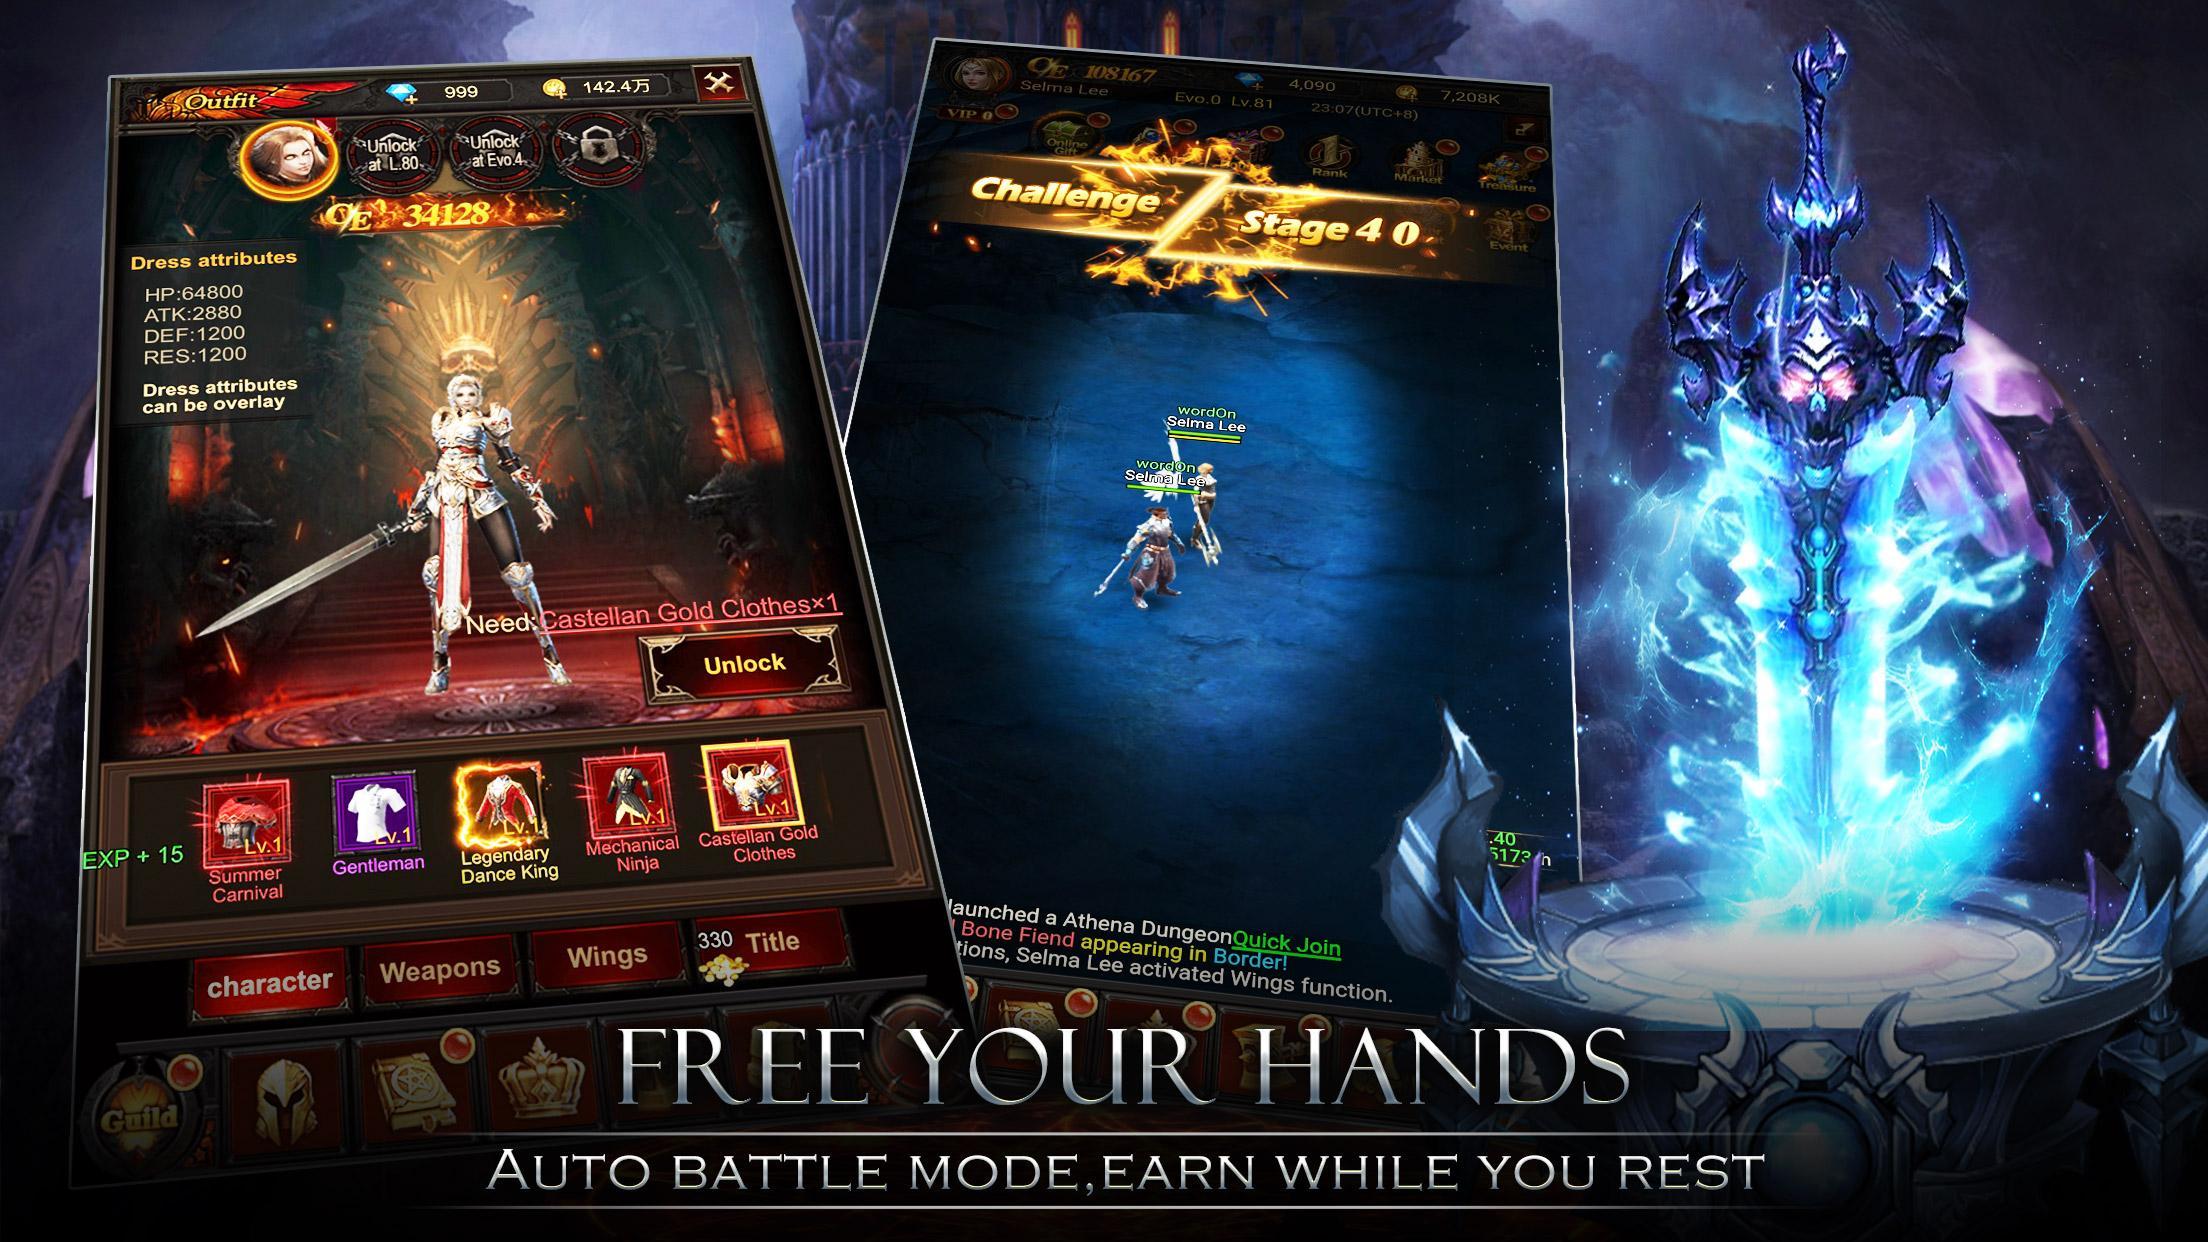 Outfit
999
142.4万
Unlock
at L.80
Unlock
at Evo.4
C/E 34128
Dress attributes
HP:64800
ATK:2880
DEF:1200
RES:1200
Dress attributes
can be overlay
Need:Castellan Gold Clothes×1
Unlock
EXP + 15
Lv.1
Summer
Carnival
Lv.1
Gentleman
Lv.1
Legendary
Dance King
Lv.1
Mechanical
Ninja
Lv.1
Castellan Gold
Clothes
character
Weapons
Wings
330
Title
Guild
C/E 108167
Selma Lee
Evo.0 Lv.81
4,090
7,208K
23:07(UTC+8)
VIP 0
Online
Gift
Rank
Market
Treasure
Event
Challenge
Stage 40
wordOn
Selma Lee
wordOn
Selma Lee
.40
launched a Athena DungeonQuick Join
Bone Fiend appearing in Border!
tions, Selma Lee activated Wings function.
FREE YOUR HANDS
AUTO BATTLE MODE,EARN WHILE YOU REST